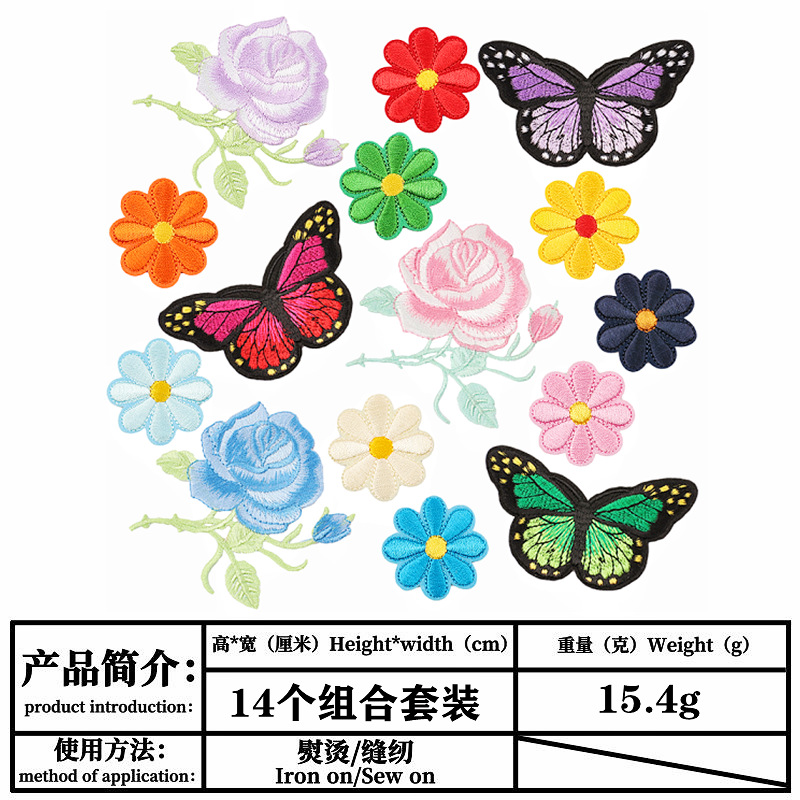 产品简介：
product introduction：
高*宽（厘米）Height*width（cm）
重量（克）Weight（g）
14个组合套装
15.4g
使用方法：
method of application：
熨烫/缝纫
Iron on/Sew on